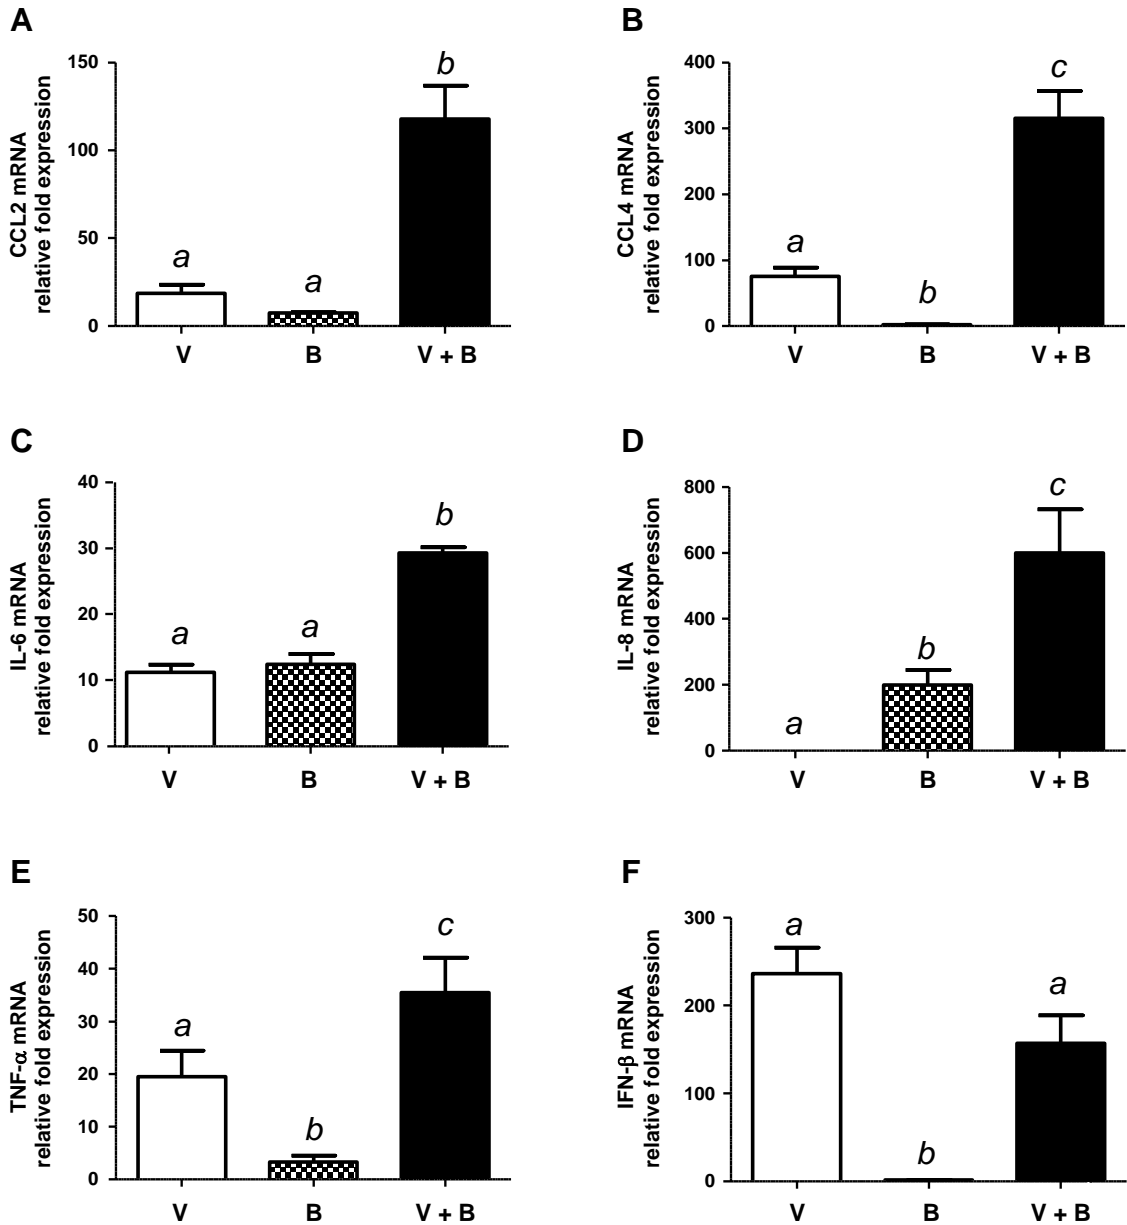 A
CCL2 mRNA
relative fold expression
150
100
50
0
a
a
b
V
B
V + B
B
CCL4 mRNA
relative fold expression
400
300
200
100
0
a
b
c
V
B
V + B
C
IL-6 mRNA
relative fold expression
40
30
20
10
0
a
a
b
V
B
V + B
D
IL-8 mRNA
relative fold expression
800
600
400
200
0
a
b
c
V
B
V + B
E
TNF-α mRNA
relative fold expression
50
40
30
20
10
0
a
b
c
V
B
V + B
F
IFN-β mRNA
relative fold expression
300
200
100
0
a
b
a
V
B
V + B